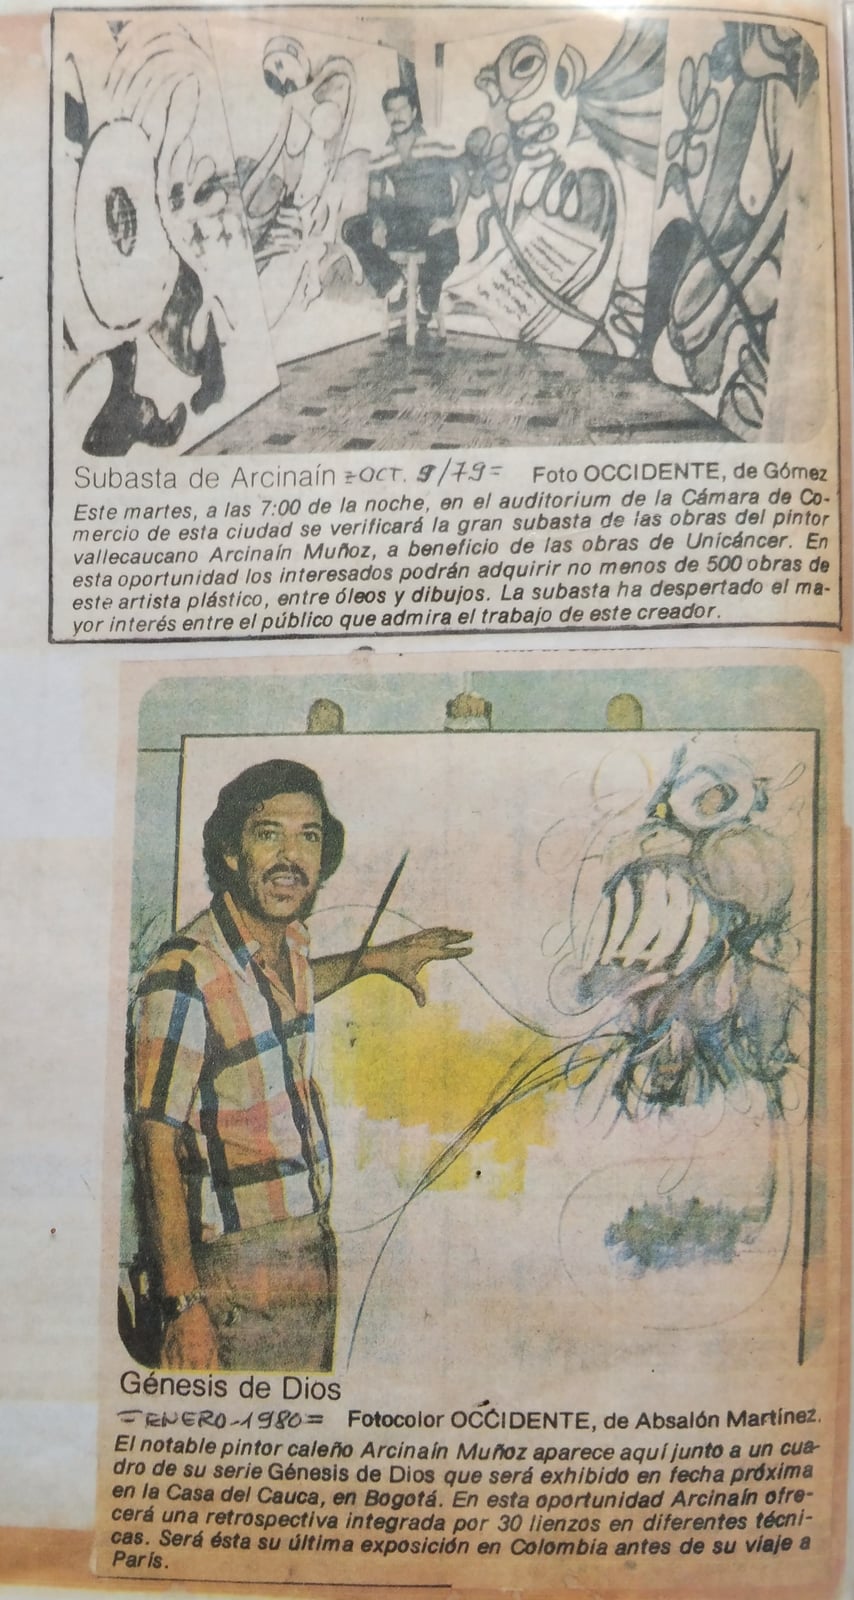 Subasta de Arcinaín =OCT. 9/79= Foto OCCIDENTE, de Gómez
Este martes, a las 7:00 de la noche, en el auditorium de la Cámara de Co-
mercio de esta ciudad se verificará la gran subasta de las obras del pintor
vallecaucano Arcinaín Muñoz, a beneficio de las obras de Unicáncer. En
esta oportunidad los interesados podrán adquirir no menos de 500 obras de
este artista plástico, entre óleos y dibujos. La subasta ha despertado el ma-
yor interés entre el público que admira el trabajo de este creador.
Génesis de Dios
=ENERO-1980= Fotocolor OCCIDENTE, de Absalón Martínez.
El notable pintor caleño Arcinaín Muñoz aparece aquí junto a un cua-
dro de su serie Génesis de Dios que será exhibido en fecha próxima
en la Casa del Cauca, en Bogotá. En esta oportunidad Arcinaín ofre-
cerá una retrospectiva integrada por 30 lienzos en diferentes técni-
cas. Será ésta su última exposición en Colombia antes de su viaje a
París.